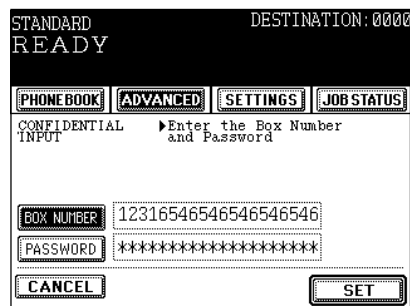 STANDARD DESTINATION:0000
READY
PHONE BOOK ADVANCED SETTINGS JOB STATUS
CONFIDENTIAL ▶Enter the Box Number
INPUT and Password
BOX NUMBER 12316546546546546546
PASSWORD ********************
CANCEL SET